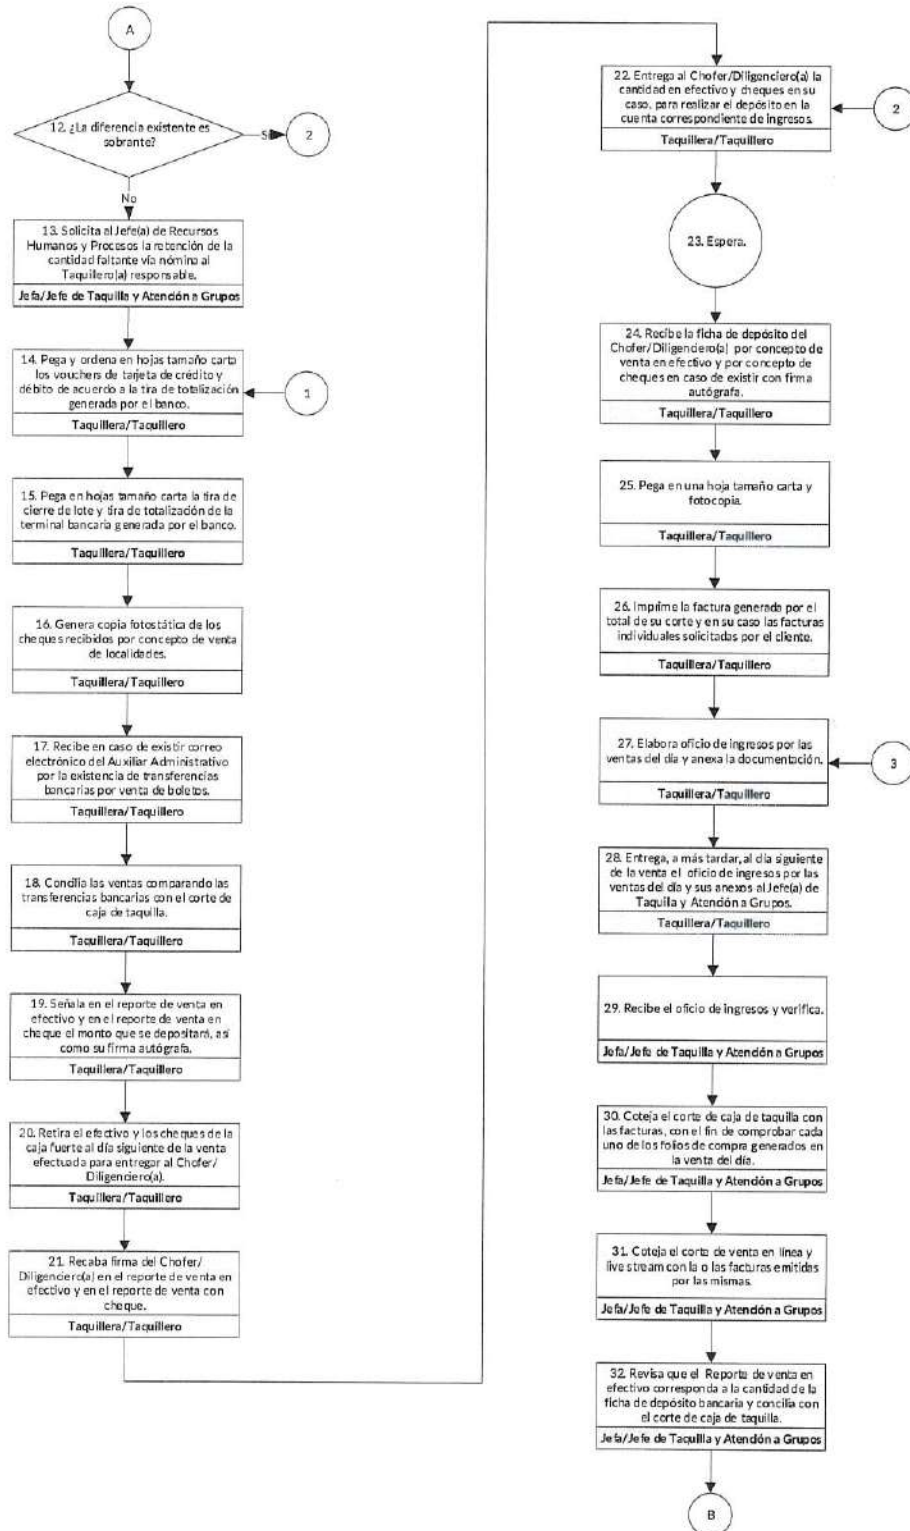 A
12. ¿La diferencia existente es
sobrante?
Si
2
No
13. Solicita al Jefe(a) de Recursos
Humanos y Procesos la retención de la
cantidad faltante vía nómina al
Taquillero(a) responsable.
Jefa/Jefe de Taquilla y Atención a Grupos
14. Pega y ordena en hojas tamaño carta
los vouchers de tarjeta de crédito y
débito de acuerdo a la tira de totalización
generada por el banco.
Taquillera/Taquillero
1
15. Pega en hojas tamaño carta la tira de
cierre de lote y tira de totalización de la
terminal bancaria generada por el banco.
Taquillera/Taquillero
16. Genera copia fotostática de los
cheques recibidos por concepto de venta
de localidades.
Taquillera/Taquillero
17. Recibe en caso de existir correo
electrónico del Auxiliar Administrativo
por la existencia de transferencias
bancarias por venta de boletos.
Taquillera/Taquillero
18. Concilia las ventas comparando las
transferencias bancarias con el corte de
caja de taquilla.
Taquillera/Taquillero
19. Señala en el reporte de venta en
efectivo y en el reporte de venta en
cheque el monto que se depositará, así
como su firma autógrafa.
Taquillera/Taquillero
20. Retira el efectivo y los cheques de la
caja fuerte al día siguiente de la venta
efectuada para entregar al Chofer/
Diligenciero(a).
Taquillera/Taquillero
21. Recaba firma del Chofer/
Diligenciero(a) en el reporte de venta en
efectivo y en el reporte de venta con
cheque.
Taquillera/Taquillero
22. Entrega al Chofer/Diligenciero(a) la
cantidad en efectivo y cheques en su
caso, para realizar el depósito en la
cuenta correspondiente de ingresos.
Taquillera/Taquillero
2
23. Espera.
24. Recibe la ficha de depósito del
Chofer/Diligenciero(a) por concepto de
venta en efectivo y por concepto de
cheques en caso de existir con firma
autógrafa.
Taquillera/Taquillero
25. Pega en una hoja tamaño carta y
fotocopia.
Taquillera/Taquillero
26. Imprime la factura generada por el
total de su corte y en su caso las facturas
individuales solicitadas por el cliente.
Taquillera/Taquillero
27. Elabora oficio de ingresos por las
ventas del día y anexa la documentación.
Taquillera/Taquillero
3
28. Entrega, a más tardar, al día siguiente
de la venta el oficio de ingresos por las
ventas del día y sus anexos al Jefe(a) de
Taquilla y Atención a Grupos.
Taquillera/Taquillero
29. Recibe el oficio de ingresos y verifica.
Jefa/Jefe de Taquilla y Atención a Grupos
30. Coteja el corte de caja de taquilla con
las facturas, con el fin de comprobar cada
uno de los folios de compra generados en
la venta del día.
Jefa/Jefe de Taquilla y Atención a Grupos
31. Coteja el corte de venta en línea y
live stream con la o las facturas emitidas
por las mismas.
Jefa/Jefe de Taquilla y Atención a Grupos
32. Revisa que el Reporte de venta en
efectivo corresponda a la cantidad de la
ficha de depósito bancaria y concilia con
el corte de caja de taquilla.
Jefa/Jefe de Taquilla y Atención a Grupos
B